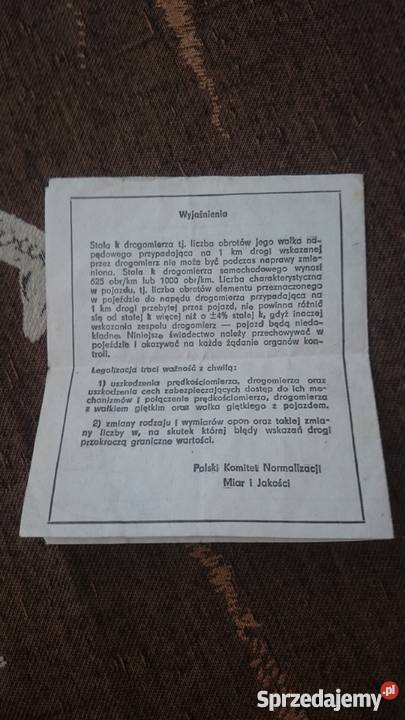 Wyjaśnienia
Stała k drogomierza tj. liczba obrotów jego wałka na-
pędowego przypadająca na 1 km drogi wskazanej
przez drogomierz nie może być podczas naprawy zmie-
niona. Stała k drogomierza samochodowego wynosi
625 obr/km lub 1000 obr/km. Liczba charakterystyczna
w pojazdu, tj. liczba obrotów elementu przeznaczonego
w pojeździe do napędu drogomierza przypadająca na
1 km drogi przebytej przez pojazd, nie powinna różnić
się od stałej k więcej niż o ±4% stałej k, gdyż inaczej
wskazania zespołu drogomierz — pojazd będą niedo-
kładne. Niniejsze świadectwo należy przechowywać w
pojeździe i okazywać na każde żądanie organów kon-
troli.
Legalizacja traci ważność z chwilą:
1) uszkodzenia prędkościomierza, drogomierza oraz
uszkodzenia cech zabezpieczających dostęp do ich me-
chanizmów i połączenie prędkościomierza, drogomierza
z wałkiem giętkim oraz wałka giętkiego z pojazdem.
2) zmiany rodzaju i wymiarów opon oraz takiej zmia-
ny liczby w, na skutek której błędy wskazań drogi
przekroczą graniczne wartości.
Polski Komitet Normalizacji
Miar i Jakości
Sprzedajemy.pl